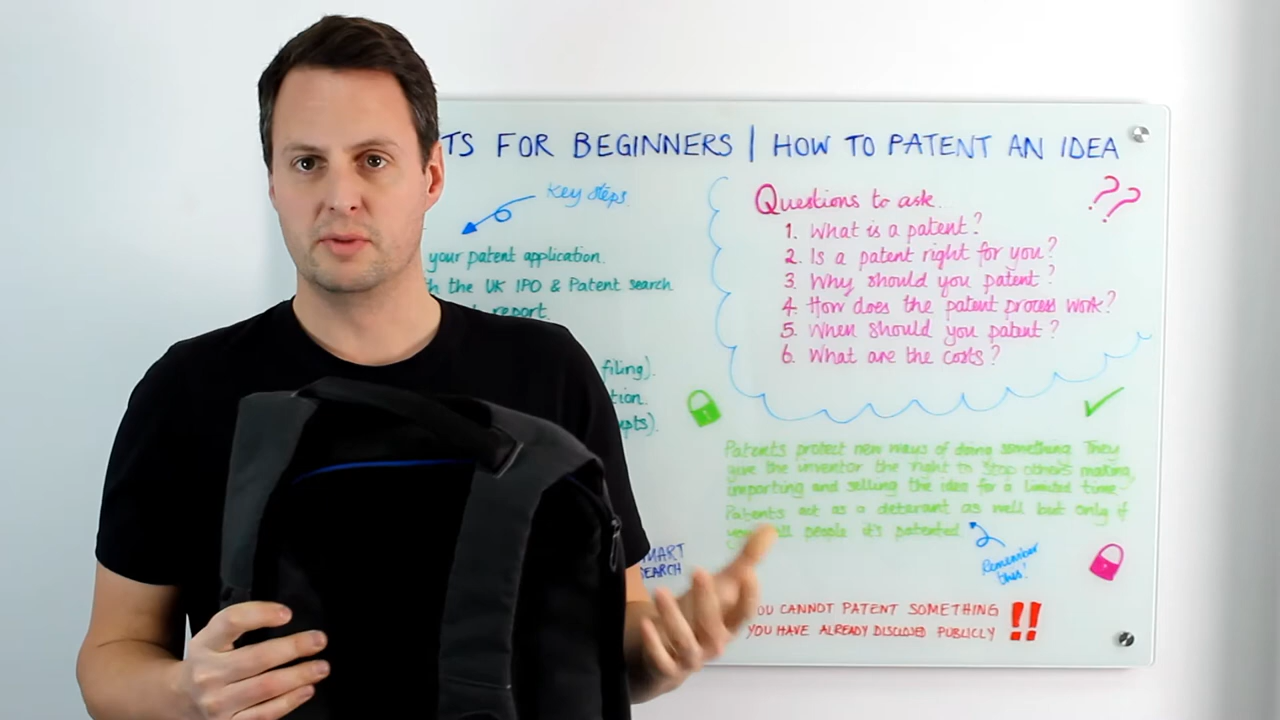 TS FOR BEGINNERS | HOW TO PATENT AN IDEA
Key steps
your patent application.
h the UK IPO & Patent search
report.
filing).
tion.
pts).
Questions to ask...
??
1. What is a patent?
2. Is a patent right for you?
3. Why should you patent?
4. How does the patent process work?
5. When should you patent?
6. What are the costs?
Patents protect new ways of doing something. They
give the inventor the right to stop others making,
importing and selling the idea for a limited time.
Patents act as a deterant as well but only if
people it's patented.
Remember
this!
MART
EARCH
OU CANNOT PATENT SOMETHING
YOU HAVE ALREADY DISCLOSED PUBLICLY
!!